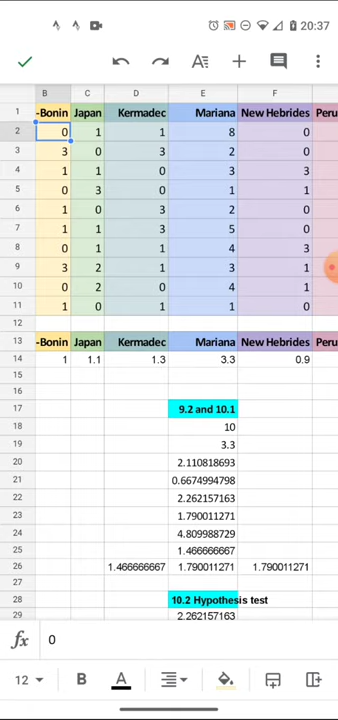 20:37
A
B C D E F
1 -Bonin Japan Kermadec Mariana New Hebrides Peru
2 0 1 1 8 0
3 3 0 3 2 0
4 1 1 0 3 3
5 0 3 0 1 1
6 1 0 3 2 0
7 1 1 3 5 0
8 0 1 1 4 3
9 3 2 1 3 1
10 0 2 0 4 1
11 1 0 1 1 0
12
13 -Bonin Japan Kermadec Mariana New Hebrides Peru
14 1 1.1 1.3 3.3 0.9
15
16
17 9.2 and 10.1
18 10
19 3.3
20 2.110818693
21 0.6674994798
22 2.262157163
23 1.790011271
24 4.809988729
25 1.466666667
26 1.466666667 1.790011271 1.790011271
27
28 10.2 Hypothesis test
29 2.262157163
fx 0
12 B A